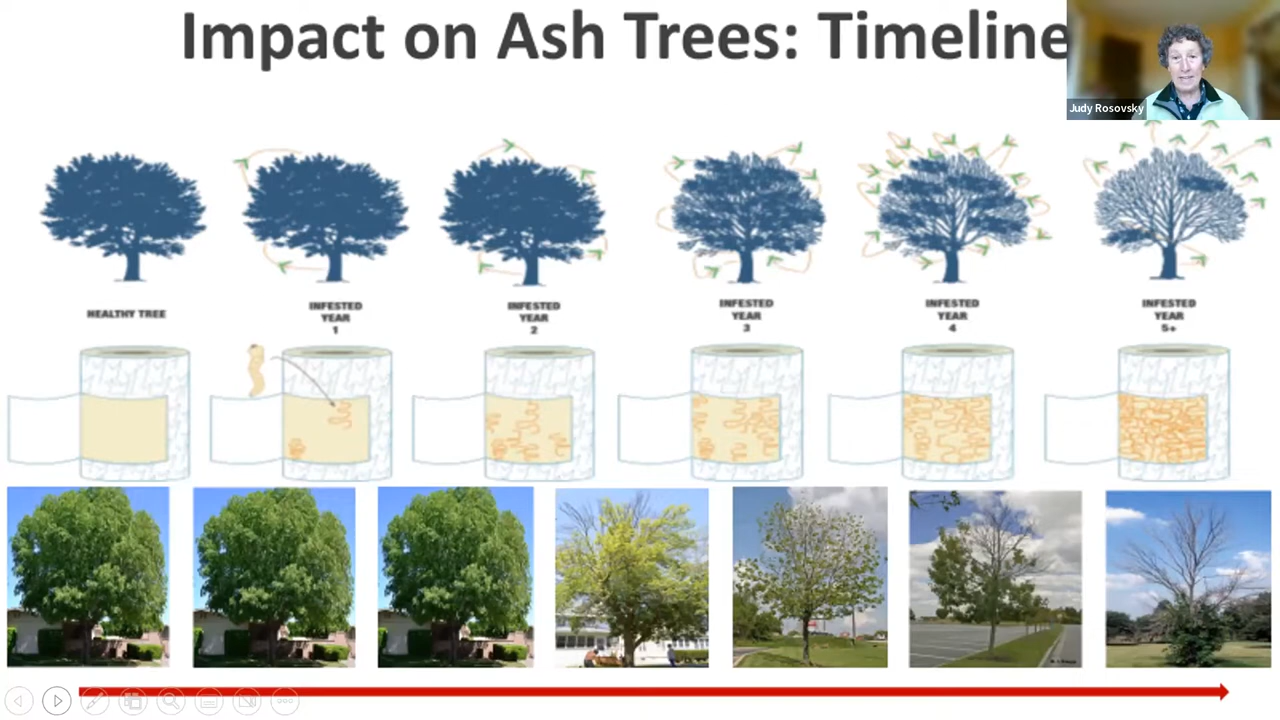 Impact on Ash Trees: Timeline
Judy Rosovsky
HEALTHY TREE
INFESTED
YEAR
1
INFESTED
YEAR
2
INFESTED
YEAR
3
INFESTED
YEAR
4
INFESTED
YEAR
5+